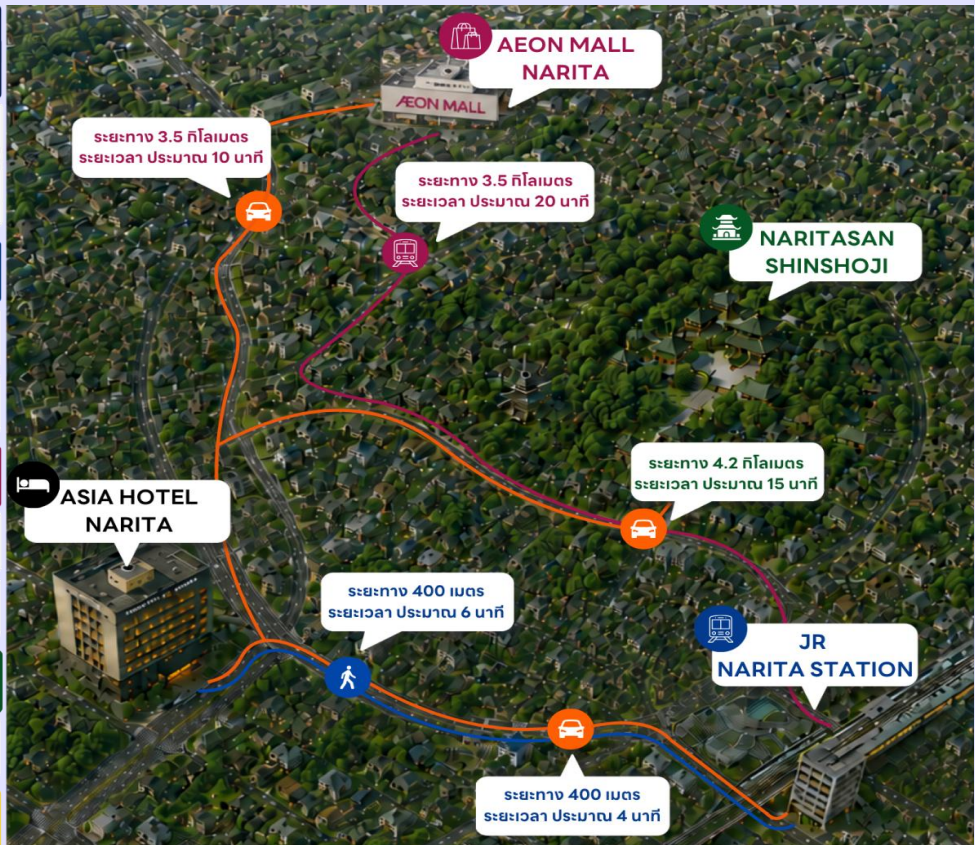 AEON MALL
NARITA
ÆON MALL
ระยะทาง 3.5 กิโลเมตร
ระยะเวลา ประมาณ 10 นาที
ระยะทาง 3.5 กิโลเมตร
ระยะเวลา ประมาณ 20 นาที
NARITASAN
SHINSHOJI
ระยะทาง 4.2 กิโลเมตร
ระยะเวลา ประมาณ 15 นาที
ASIA HOTEL
NARITA
ระยะทาง 400 เมตร
ระยะเวลา ประมาณ 6 นาที
JR
NARITA STATION
ระยะทาง 400 เมตร
ระยะเวลา ประมาณ 4 นาที